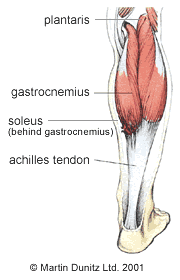 plantaris
gastrocnemius
soleus
(behind gastrocnemius)
achilles tendon
© Martin Dunitz Ltd. 2001